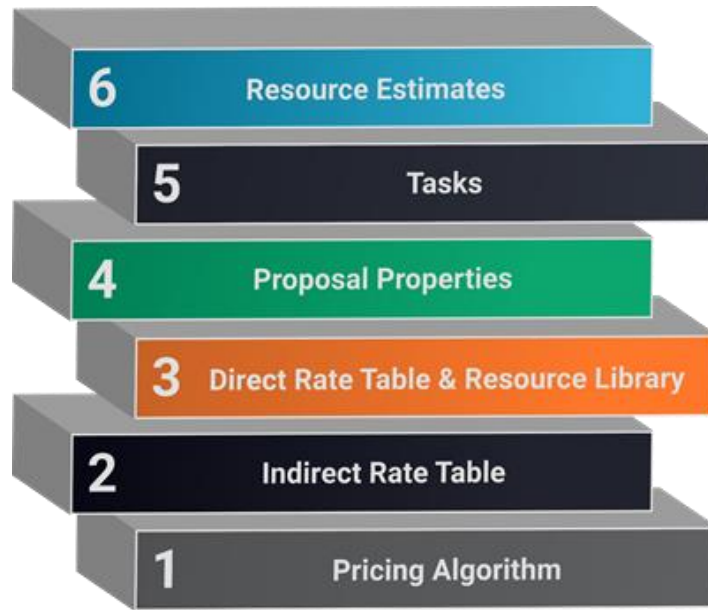 6 Resource Estimates
5 Tasks
4 Proposal Properties
3 Direct Rate Table & Resource Library
2 Indirect Rate Table
1 Pricing Algorithm